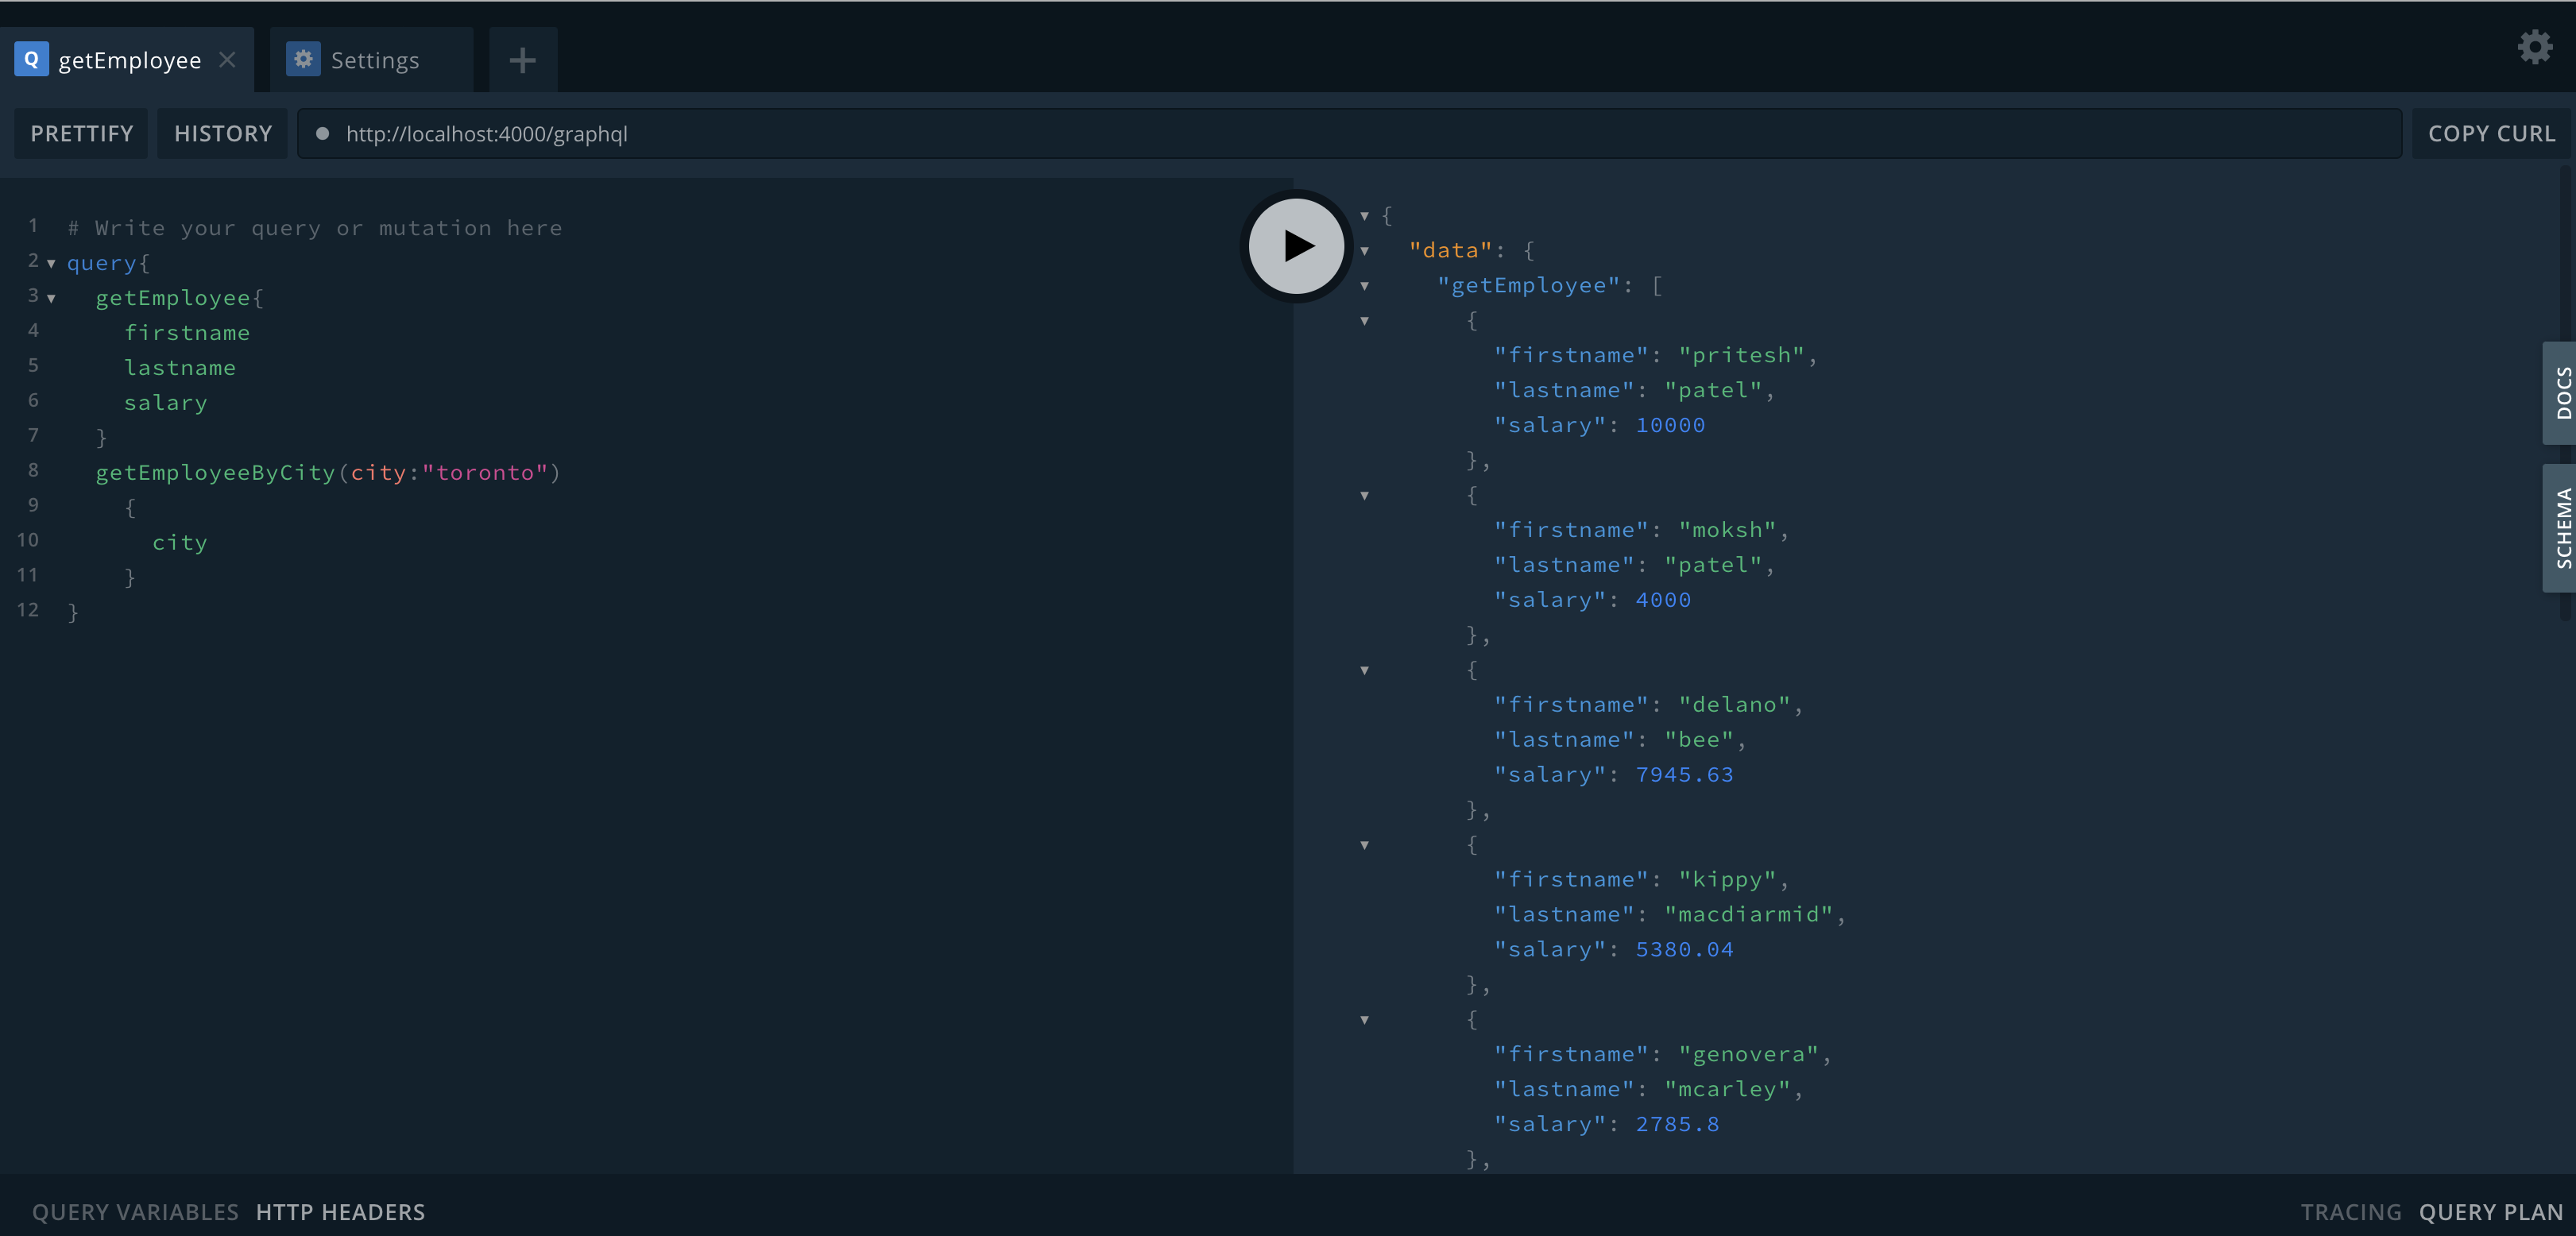 Q getEmployee
Settings
PRETTIFY HISTORY http://localhost:4000/graphql COPY CURL
1 # Write your query or mutation here
2 query{
3 getEmployee{
4 firstname
5 lastname
6 salary
7 }
8 getEmployeeByCity(city:"toronto")
9 {
10 city
11 }
12 }
{
"data": {
"getEmployee": [
{
"firstname": "pritesh",
"lastname": "patel",
"salary": 10000
},
{
"firstname": "moksh",
"lastname": "patel",
"salary": 4000
},
{
"firstname": "delano",
"lastname": "bee",
"salary": 7945.63
},
{
"firstname": "kippy",
"lastname": "macdiarmid",
"salary": 5380.04
},
{
"firstname": "genovera",
"lastname": "mcarley",
"salary": 2785.8
},
DOCS
SCHEMA
QUERY VARIABLES HTTP HEADERS
TRACING QUERY PLAN